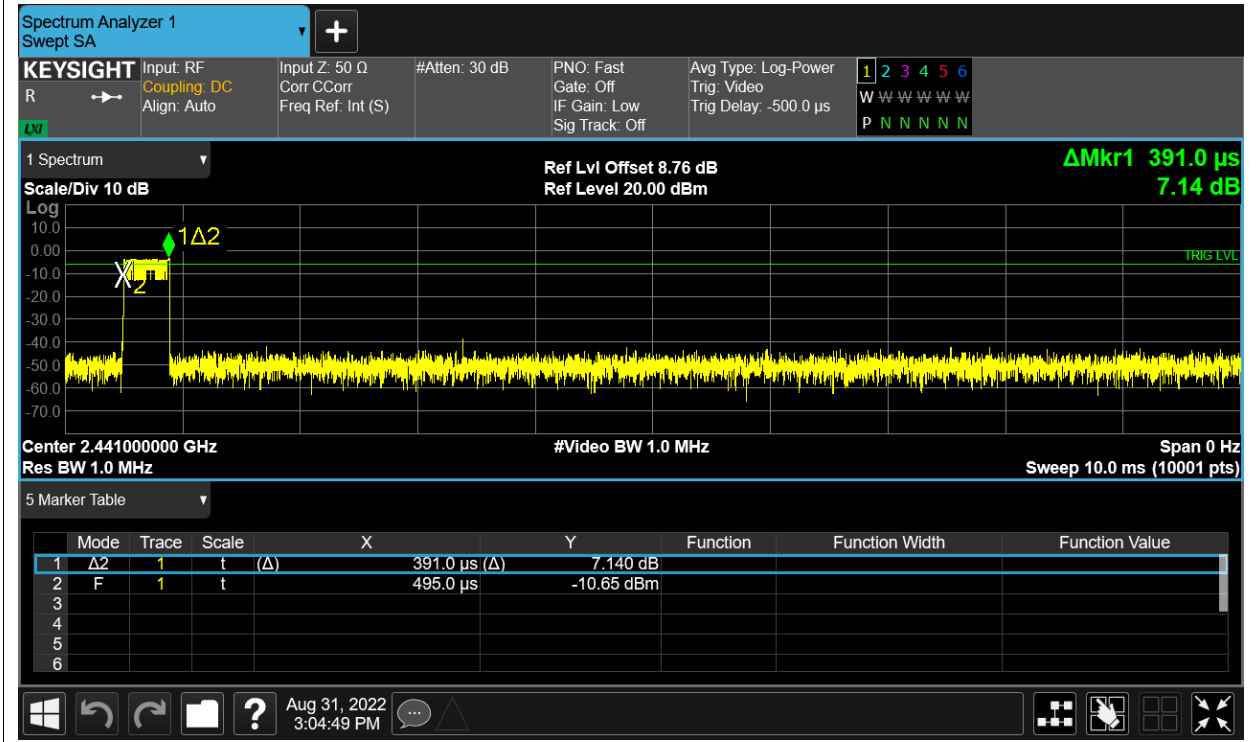 Spectrum Analyzer 1
Swept SA
KEYSIGHT Input: RF Input Z: 50 Ω #Atten: 30 dB PNO: Fast Avg Type: Log-Power 1 2 3 4 5 6
R Coupling: DC Corr CCorr Gate: Off Trig: Video W W W W W W
Align: Auto Freq Ref: Int (S) IF Gain: Low Trig Delay: -500.0 µs
LXI Sig Track: Off P N N N N N
1 Spectrum Ref Lvl Offset 8.76 dB ΔMkr1 391.0 µs
Scale/Div 10 dB Ref Level 20.00 dBm 7.14 dB
Log
10.0
1Δ2
0.00
TRIG LVL
-10.0
2
-20.0
-30.0
-40.0
-50.0
-60.0
-70.0
Center 2.441000000 GHz #Video BW 1.0 MHz Span 0 Hz
Res BW 1.0 MHz Sweep 10.0 ms (10001 pts)
5 Marker Table
Mode Trace Scale X Y Function Function Width Function Value
1 Δ2 1 t (Δ) 391.0 µs (Δ) 7.140 dB
2 F 1 t 495.0 µs -10.65 dBm
3
4
5
6
? Aug 31, 2022
3:04:49 PM